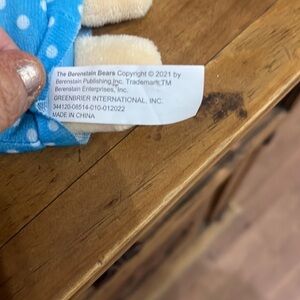 The Berenstain Bears Copyright © 2021 by
Berenstain Publishing,Inc. Trademark TM
Berenstain Enterprises, Inc.
GREENBRIER INTERNATIONAL, INC.
344120-06514-010-012022
MADE IN CHINA